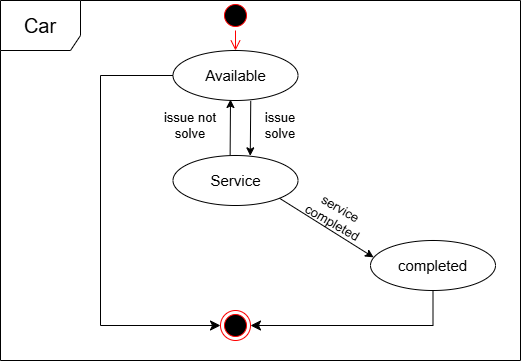 Car
Available
issue not
solve
issue
solve
Service
service
completed
completed